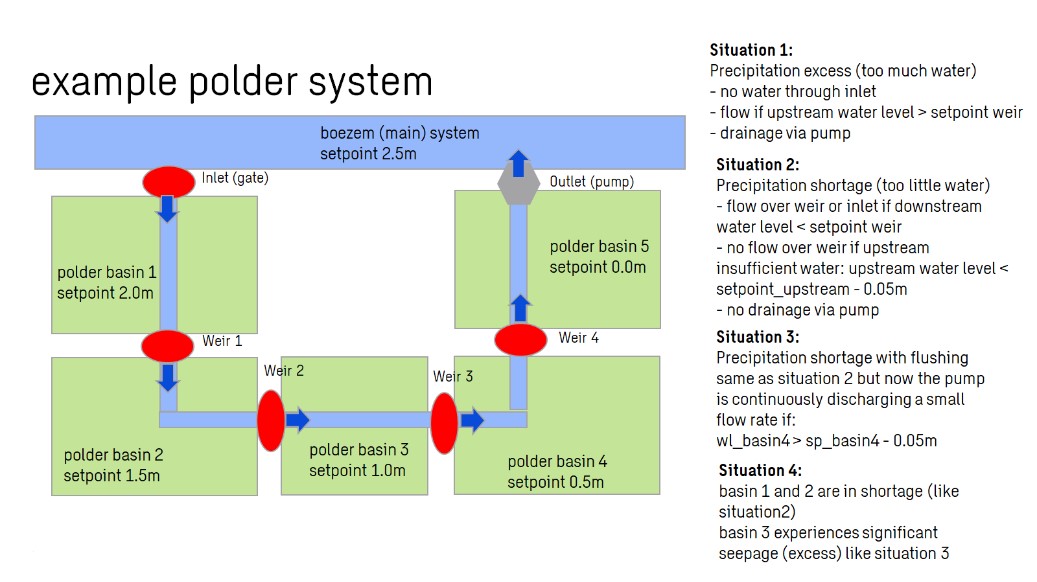 example polder system
boezem (main) system
setpoint 2.5m
Inlet (gate)
Outlet (pump)
polder basin 1
setpoint 2.0m
polder basin 5
setpoint 0.0m
Weir 1
Weir 4
Weir 2
Weir 3
polder basin 2
setpoint 1.5m
polder basin 3
setpoint 1.0m
polder basin 4
setpoint 0.5m
Situation 1:
Precipitation excess (too much water)
- no water through inlet
- flow if upstream water level > setpoint weir
- drainage via pump
Situation 2:
Precipitation shortage (too little water)
- flow over weir or inlet if downstream
water level < setpoint weir
- no flow over weir if upstream
insufficient water: upstream water level <
setpoint_upstream - 0.05m
- no drainage via pump
Situation 3:
Precipitation shortage with flushing
same as situation 2 but now the pump
is continuously discharging a small
flow rate if:
wl_basin4 > sp_basin4 - 0.05m
Situation 4:
basin 1 and 2 are in shortage (like
situation2)
basin 3 experiences significant
seepage (excess) like situation 3